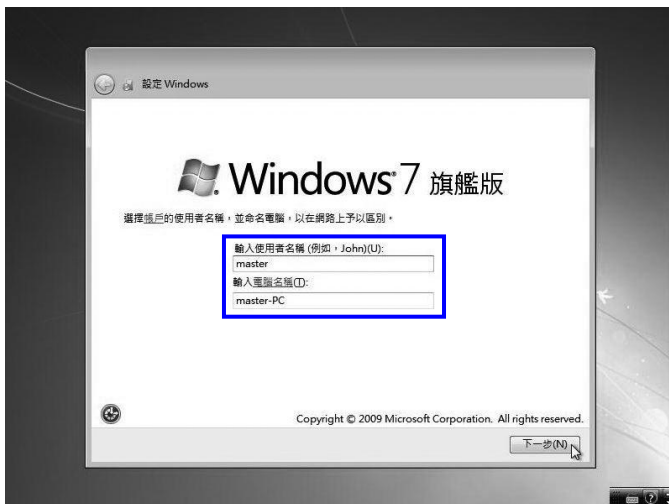 設定 Windows
Windows 7 旗艦版
選擇帳戶的使用者名稱，並命名電腦，以在網路上予以區別。
輸入使用者名稱 (例如，John)(U):
master
輸入電腦名稱(T):
master-PC
Copyright © 2009 Microsoft Corporation. All rights reserved.
下一步(N)